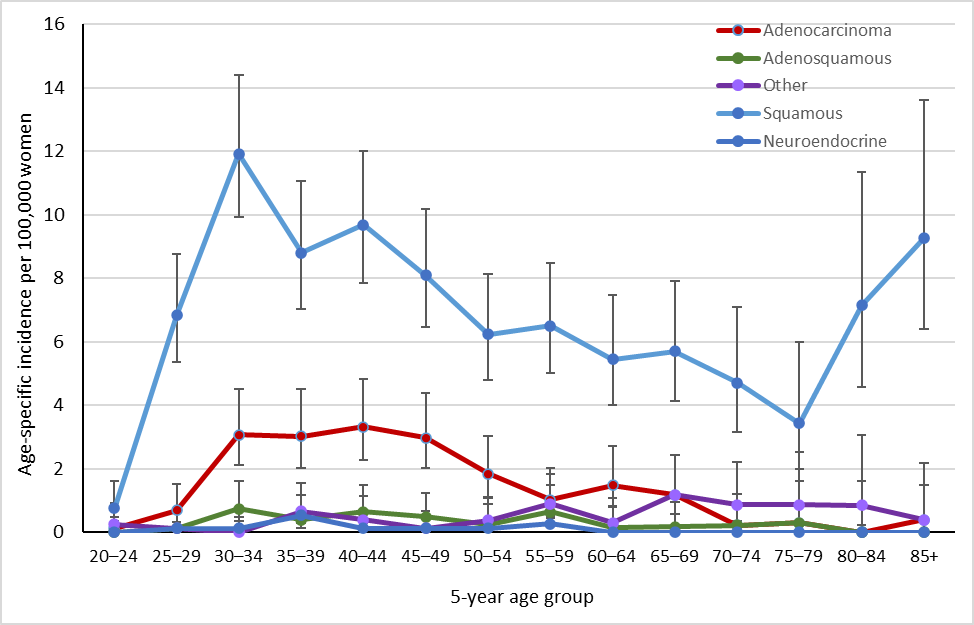 16
14
12
10
8
6
4
2
0
Age-specific incidence per 100,000 women
Adenocarcinoma
Adenosquamous
Other
Squamous
Neuroendocrine
20–24 25–29 30–34 35–39 40–44 45–49 50–54 55–59 60–64 65–69 70–74 75–79 80–84 85+
5-year age group